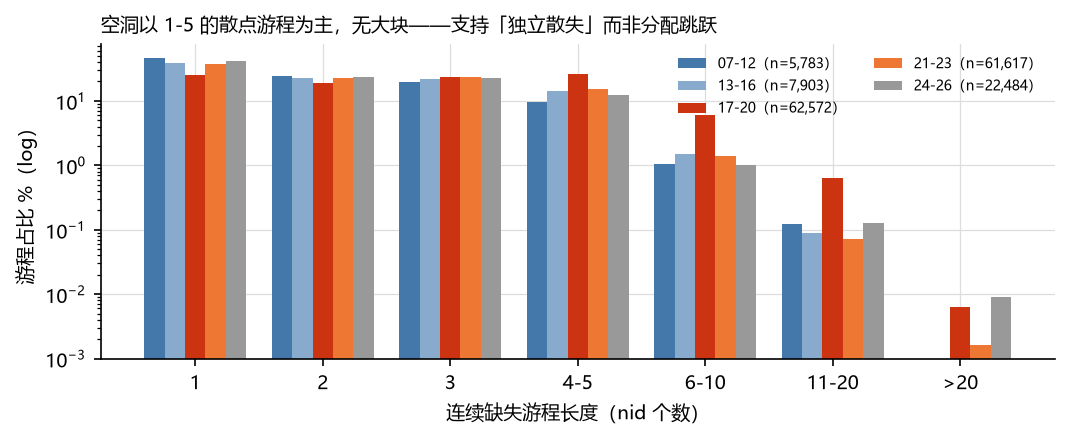 空洞以 1-5 的散点游程为主，无大块——支持「独立散失」而非分配跳跃
07-12（n=5,783）
13-16（n=7,903）
17-20（n=62,572）
21-23（n=61,617）
24-26（n=22,484）
游程占比 %（log）
10¹
10⁰
10⁻¹
10⁻²
10⁻³
1 2 3 4-5 6-10 11-20 >20
连续缺失游程长度（nid 个数）